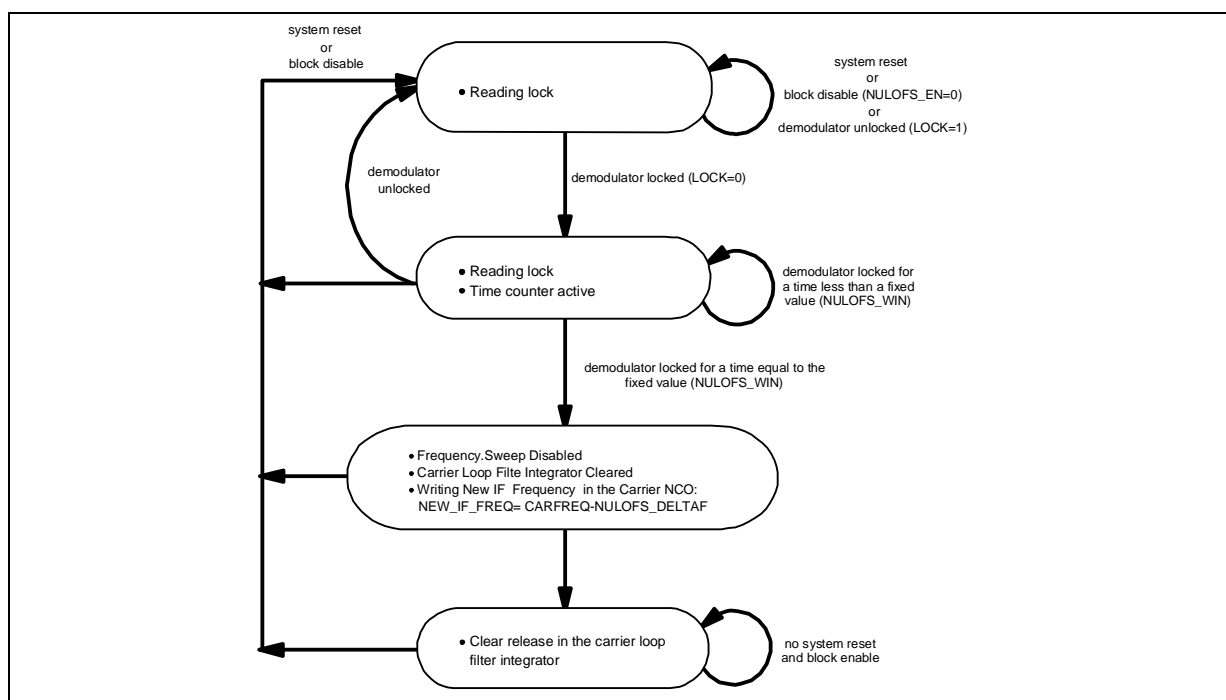 system reset
or
block disable
• Reading lock
system reset
or
block disable (NULOFS_EN=0)
or
demodulator unlocked (LOCK=1)
demodulator
unlocked
demodulator locked (LOCK=0)
• Reading lock
• Time counter active
demodulator locked for
a time less than a fixed
value (NULOFS_WIN)
demodulator locked for a time equal to the
fixed value (NULOFS_WIN)
• Frequency.Sweep Disabled
• Carrier Loop Filte Integrator Cleared
• Writing New IF Frequency in the Carrier NCO:
NEW_IF_FREQ= CARFREQ-NULOFS_DELTAF
• Clear release in the carrier loop
filter integrator
no system reset
and block enable